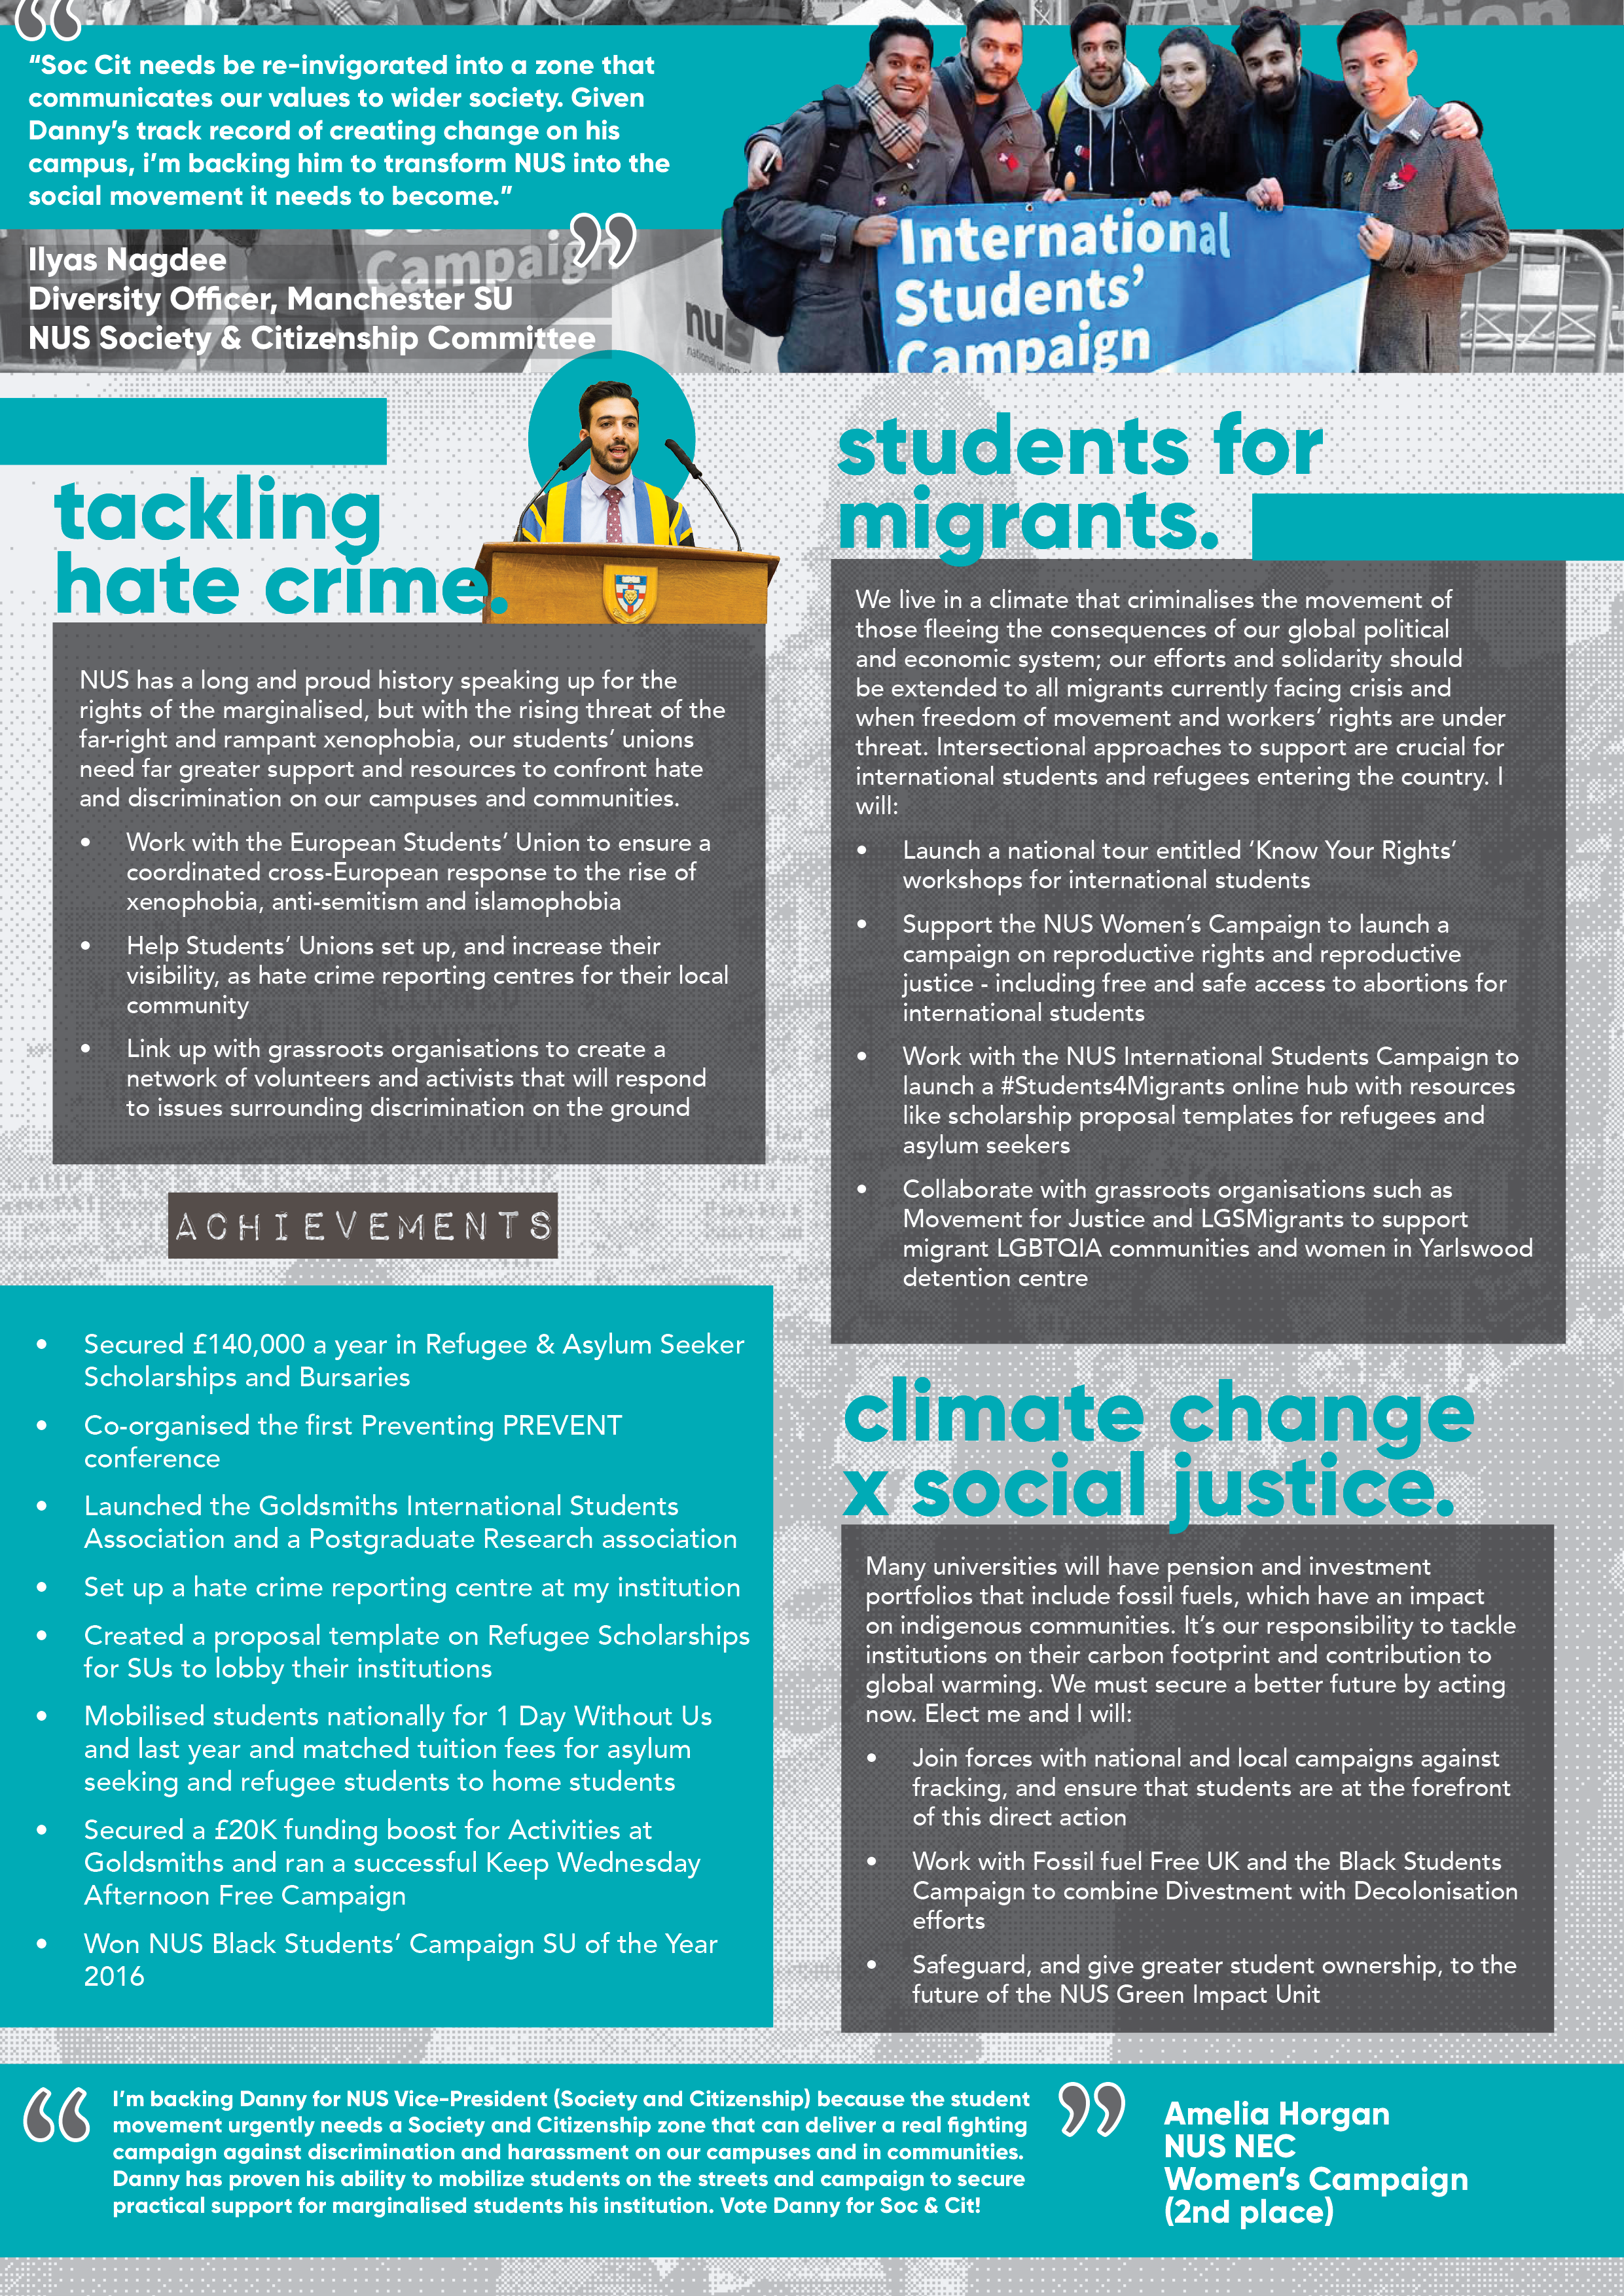 “Soc Cit needs be re-invigorated into a zone that
communicates our values to wider society. Given
Danny’s track record of creating change on his
campus, i’m backing him to transform NUS into the
social movement it needs to become.”
Ilyas Nagdee
Diversity Officer, Manchester SU
NUS Society & Citizenship Committee
Campaign
nus
national union of
International
Students’
Campaign
tackling
hate crime.
NUS has a long and proud history speaking up for the
rights of the marginalised, but with the rising threat of the
far-right and rampant xenophobia, our students’ unions
need far greater support and resources to confront hate
and discrimination on our campuses and communities.
• Work with the European Students’ Union to ensure a
coordinated cross-European response to the rise of
xenophobia, anti-semitism and islamophobia
• Help Students’ Unions set up, and increase their
visibility, as hate crime reporting centres for their local
community
• Link up with grassroots organisations to create a
network of volunteers and activists that will respond
to issues surrounding discrimination on the ground
ACHIEVEMENTS
• Secured £140,000 a year in Refugee & Asylum Seeker
Scholarships and Bursaries
• Co-organised the first Preventing PREVENT
conference
• Launched the Goldsmiths International Students
Association and a Postgraduate Research association
• Set up a hate crime reporting centre at my institution
• Created a proposal template on Refugee Scholarships
for SUs to lobby their institutions
• Mobilised students nationally for 1 Day Without Us
and last year and matched tuition fees for asylum
seeking and refugee students to home students
• Secured a £20K funding boost for Activities at
Goldsmiths and ran a successful Keep Wednesday
Afternoon Free Campaign
• Won NUS Black Students’ Campaign SU of the Year
2016
students for
migrants.
We live in a climate that criminalises the movement of
those fleeing the consequences of our global political
and economic system; our efforts and solidarity should
be extended to all migrants currently facing crisis and
when freedom of movement and workers’ rights are under
threat. Intersectional approaches to support are crucial for
international students and refugees entering the country. I
will:
• Launch a national tour entitled ‘Know Your Rights’
workshops for international students
• Support the NUS Women’s Campaign to launch a
campaign on reproductive rights and reproductive
justice - including free and safe access to abortions for
international students
• Work with the NUS International Students Campaign to
launch a #Students4Migrants online hub with resources
like scholarship proposal templates for refugees and
asylum seekers
• Collaborate with grassroots organisations such as
Movement for Justice and LGSMigrants to support
migrant LGBTQIA communities and women in Yarlswood
detention centre
climate change
x social justice.
Many universities will have pension and investment
portfolios that include fossil fuels, which have an impact
on indigenous communities. It’s our responsibility to tackle
institutions on their carbon footprint and contribution to
global warming. We must secure a better future by acting
now. Elect me and I will:
• Join forces with national and local campaigns against
fracking, and ensure that students are at the forefront
of this direct action
• Work with Fossil fuel Free UK and the Black Students
Campaign to combine Divestment with Decolonisation
efforts
• Safeguard, and give greater student ownership, to the
future of the NUS Green Impact Unit
I’m backing Danny for NUS Vice-President (Society and Citizenship) because the student
movement urgently needs a Society and Citizenship zone that can deliver a real fighting
campaign against discrimination and harassment on our campuses and in communities.
Danny has proven his ability to mobilize students on the streets and campaign to secure
practical support for marginalised students his institution. Vote Danny for Soc & Cit!
Amelia Horgan
NUS NEC
Women’s Campaign
(2nd place)